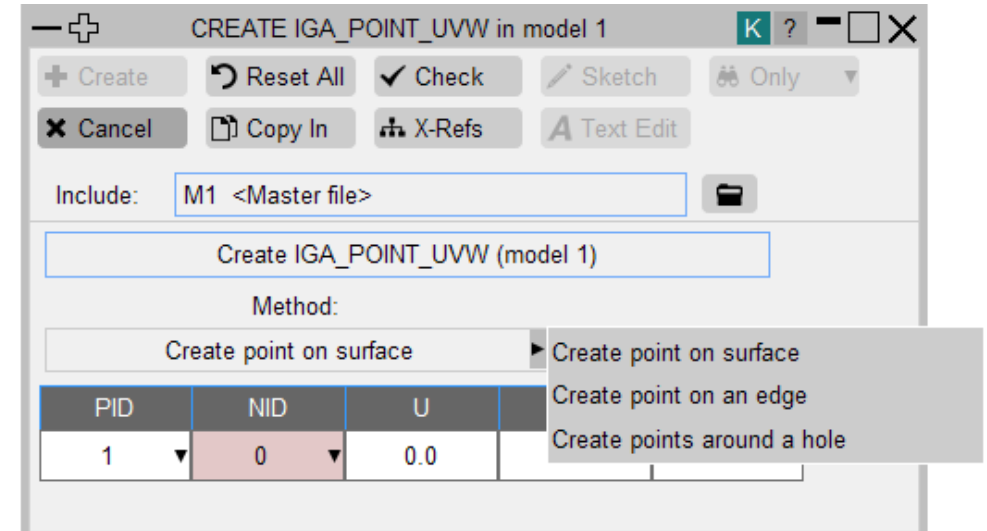 CREATE IGA_POINT_UVW in model 1 K ?
Create Reset All Check Sketch Only
Cancel Copy In X-Refs A Text Edit
Include: M1 <Master file>
Create IGA_POINT_UVW (model 1)
Method:
Create point on surface
Create point on surface
Create point on an edge
Create points around a hole
PID NID U
1 0 0.0